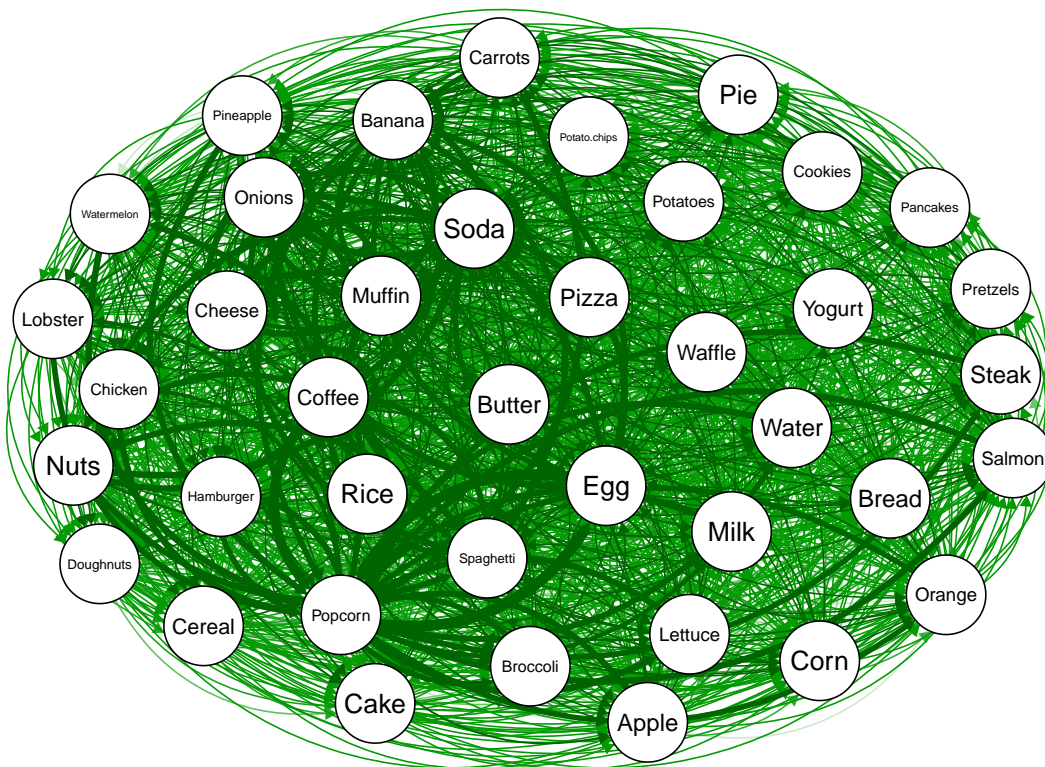 Carrots
Pie
Pineapple
Banana
Potato.chips
Cookies
Onions
Potatoes
Pancakes
Watermelon
Soda
Pretzels
Muffin
Pizza
Cheese
Yogurt
Lobster
Waffle
Steak
Chicken
Coffee
Butter
Water
Salmon
Nuts
Hamburger
Rice
Egg
Bread
Milk
Spaghetti
Doughnuts
Orange
Popcorn
Cereal
Lettuce
Broccoli
Corn
Cake
Apple